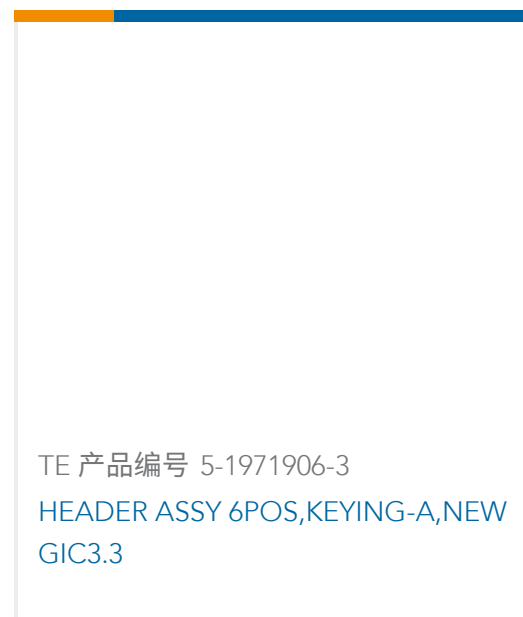 TE 产品编号 5-1971906-3
HEADER ASSY 6POS,KEYING-A,NEW
GIC3.3